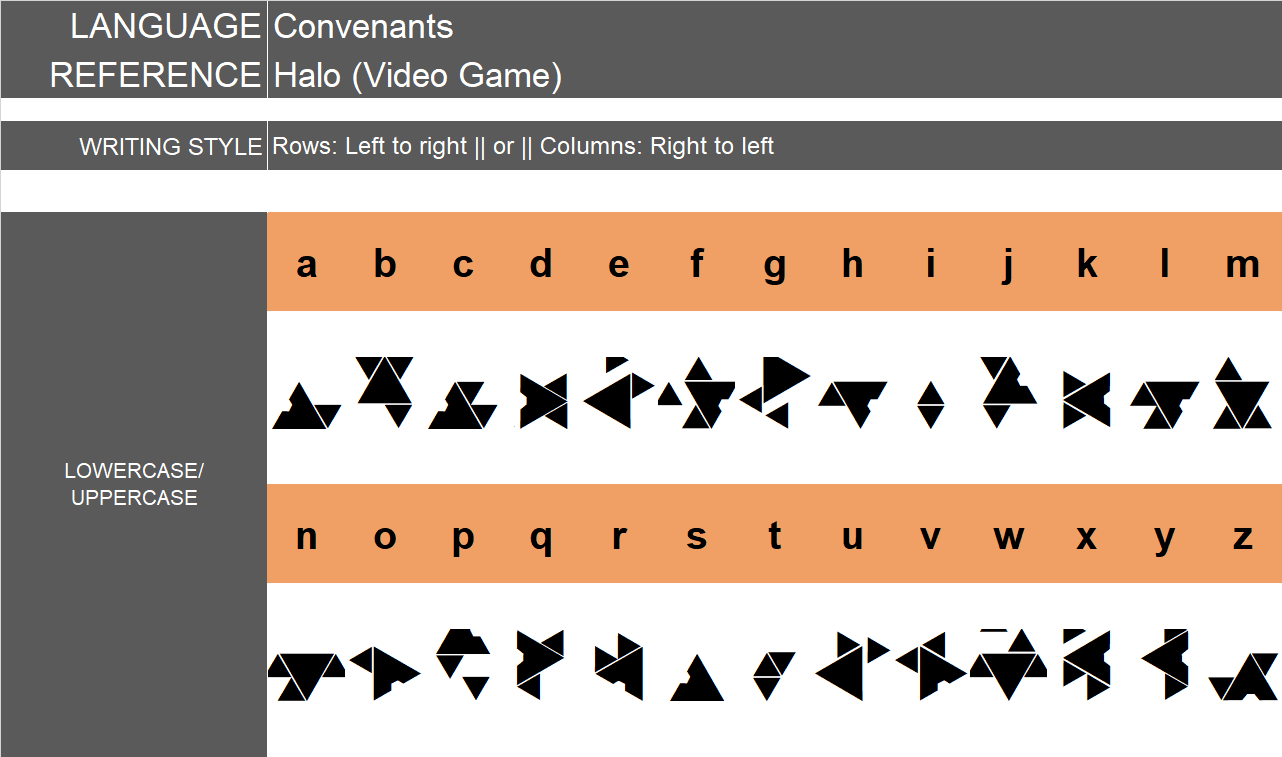 LANGUAGE Convenants
REFERENCE Halo (Video Game)
WRITING STYLE Rows: Left to right || or || Columns: Right to left
LOWERCASE/
UPPERCASE
a b c d e f g h i j k l m
n o p q r s t u v w x y z